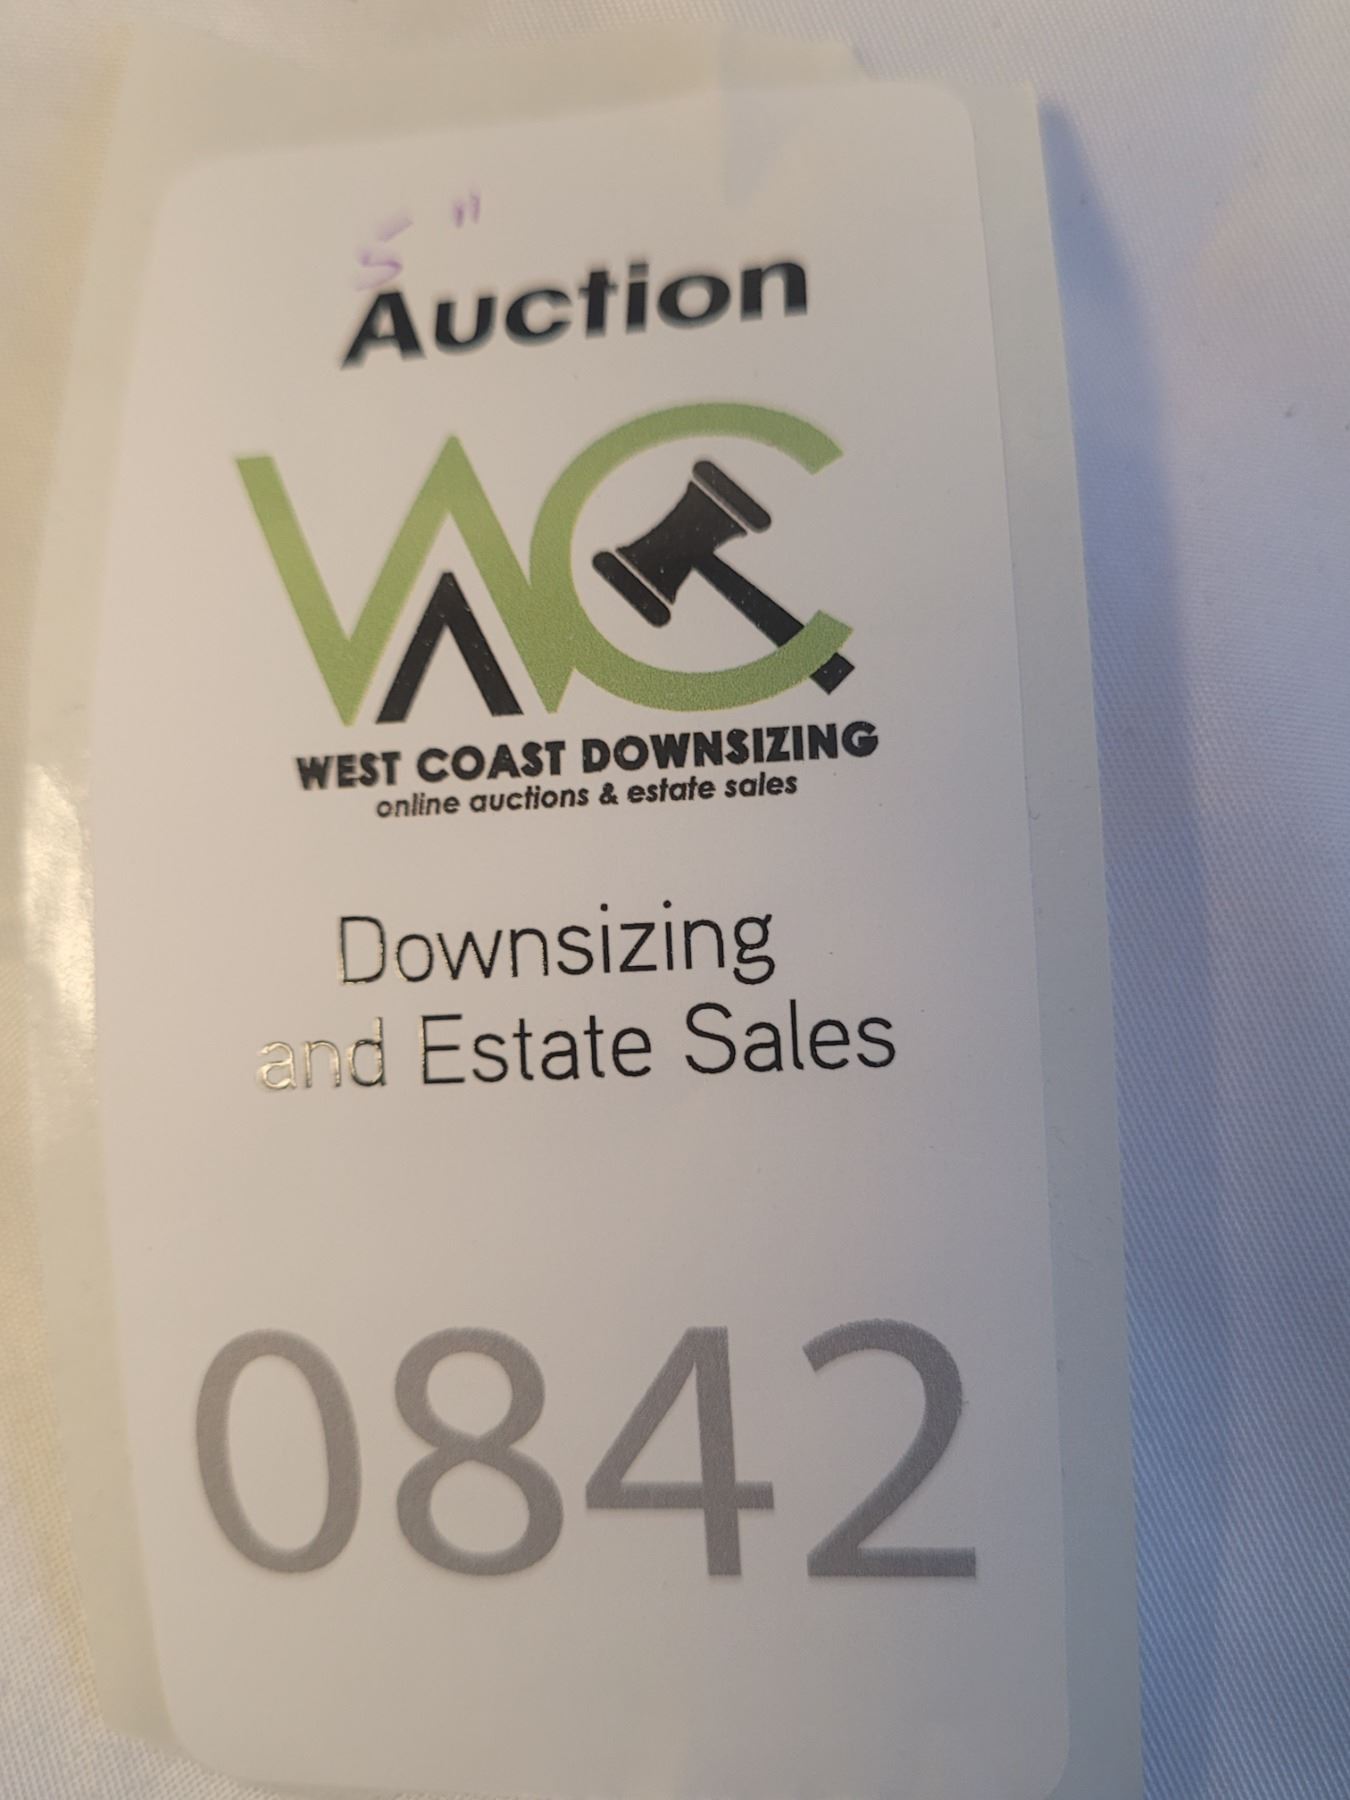 5 "
Auction
WC
WEST COAST DOWNSIZING
online auctions & estate sales
Downsizing
and Estate Sales
0842